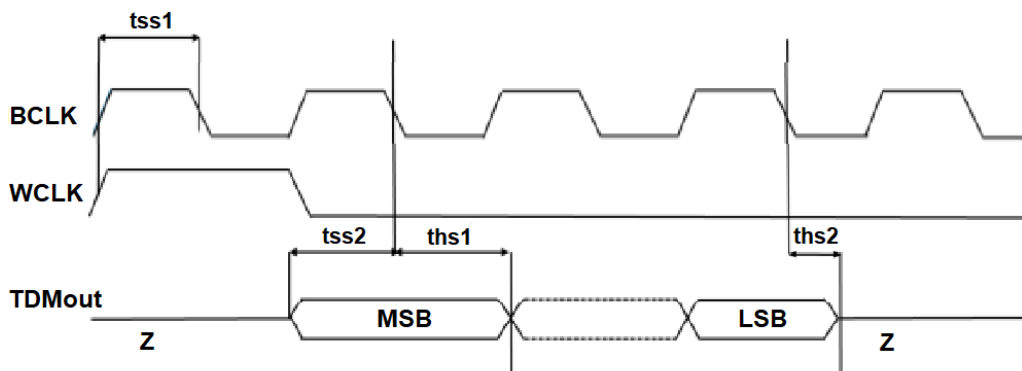 tss1
BCLK
WCLK
tss2 ths1 ths2
TDMout MSB LSB
Z Z